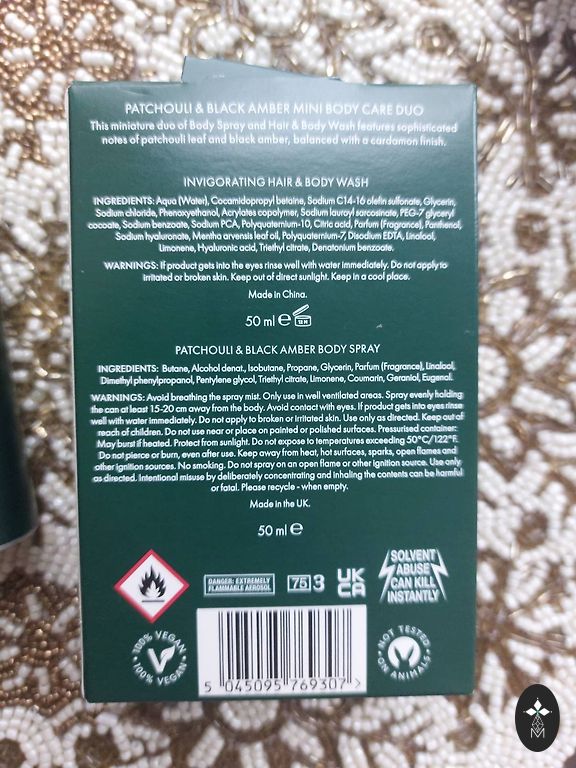 PATCHOULI & BLACK AMBER MINI BODY CARE DUO
This miniature duo of Body Spray and Hair & Body Wash features sophisticated
notes of patchouli leaf and black amber, balanced with a cardamon finish.
INVIGORATING HAIR & BODY WASH
INGREDIENTS: Aqua (Water), Cocamidopropyl betaine, Sodium C14-16 olefin sulfonate, Glycerin,
Sodium chloride, Phenoxyethanol, Acrylates copolymer, Sodium lauroyl sarcosinate, PEG-7 glyceryl
cocoate, Sodium benzoate, Sodium PCA, Polyquaternium-10, Citric acid, Parfum (Fragrance), Panthenol,
Sodium hyaluronate, Mentha arvensis leaf oil, Polyquaternium-7, Disodium EDTA, Linalool,
Limonene, Hyaluronic acid, Triethyl citrate, Denatonium benzoate.
WARNINGS: If product gets into the eyes rinse well with water immediately. Do not apply to
irritated or broken skin. Keep out of direct sunlight. Keep in a cool place.
Made in China.
50 ml e 12 M
PATCHOULI & BLACK AMBER BODY SPRAY
INGREDIENTS: Butane, Alcohol denat., Isobutane, Propane, Glycerin, Parfum (Fragrance), Linalool,
Dimethyl phenylpropanol, Pentylene glycol, Triethyl citrate, Limonene, Coumarin, Geraniol, Eugenol.
WARNINGS: Avoid breathing the spray mist. Only use in well ventilated areas. Spray evenly holding
the can at least 15-20 cm away from the body. Avoid contact with eyes. If product gets into eyes rinse
well with water immediately. Do not apply to broken or irritated skin. Use only as directed. Keep out of
reach of children. Do not use near or place on painted or polished surfaces. Pressurised container:
May burst if heated. Protect from sunlight. Do not expose to temperatures exceeding 50°C/122°F.
Do not pierce or burn, even after use. Keep away from heat, hot surfaces, sparks, open flames and
other ignition sources. No smoking. Do not spray on an open flame or other ignition source. Use only
as directed. Intentional misuse by deliberately concentrating and inhaling the contents can be harmful
or fatal. Please recycle - when empty.
Made in the UK.
50 ml e
DANGER: EXTREMELY
FLAMMABLE AEROSOL
75 3
UK
CA
SOLVENT
ABUSE
CAN KILL
INSTANTLY
100% VEGAN
100% VEGAN
NOT TESTED
ON ANIMALS
5 045095 769307 >
M